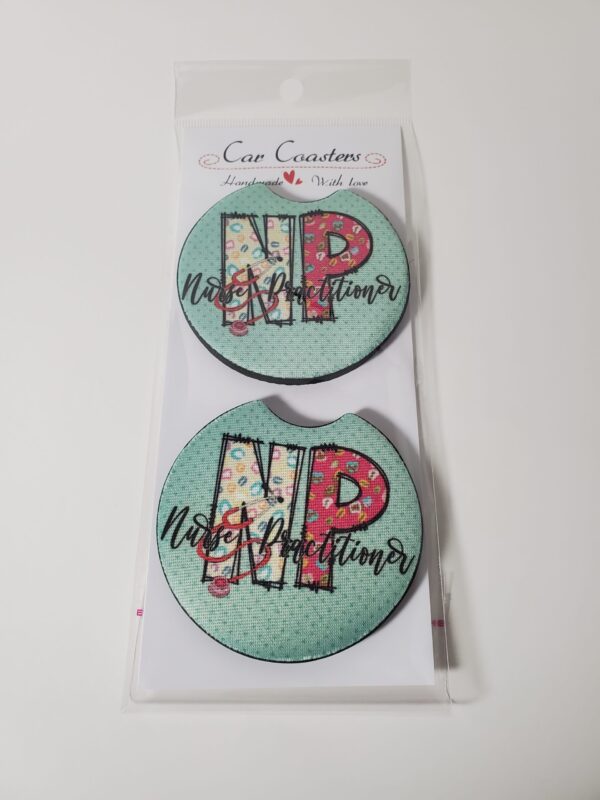 Car Coasters
Handmade With love
NP
Nurse Practitioner
NP
Nurse Practitioner